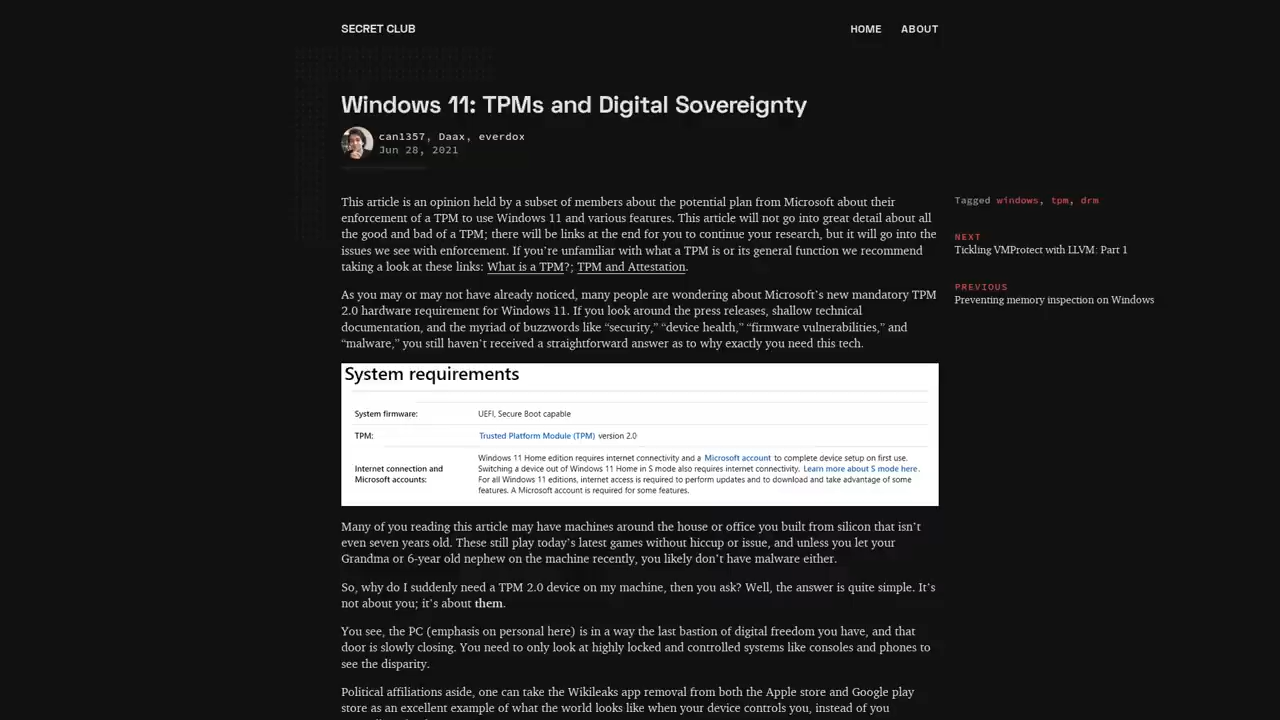 SECRET CLUB
HOME ABOUT
Windows 11: TPMs and Digital Sovereignty
can1357, Daax, everdox
Jun 28, 2021
This article is an opinion held by a subset of members about the potential plan from Microsoft about their
enforcement of a TPM to use Windows 11 and various features. This article will not go into great detail about all
the good and bad of a TPM; there will be links at the end for you to continue your research, but it will go into the
issues we see with enforcement. If you’re unfamiliar with what a TPM is or its general function we recommend
taking a look at these links: What is a TPM?; TPM and Attestation.
As you may or may not have already noticed, many people are wondering about Microsoft’s new mandatory TPM
2.0 hardware requirement for Windows 11. If you look around the press releases, shallow technical
documentation, and the myriad of buzzwords like “security,” “device health,” “firmware vulnerabilities,” and
“malware,” you still haven’t received a straightforward answer as to why exactly you need this tech.
System requirements
System firmware: UEFI, Secure Boot capable
TPM: Trusted Platform Module (TPM) version 2.0
Internet connection and
Microsoft accounts:
Windows 11 Home edition requires internet connectivity and a Microsoft account to complete device setup on first use.
Switching a device out of Windows 11 Home in S mode also requires internet connectivity. Learn more about S mode here.
For all Windows 11 editions, internet access is required to perform updates and to download and take advantage of some
features. A Microsoft account is required for some features.
Many of you reading this article may have machines around the house or office you built from silicon that isn’t
even seven years old. These still play today’s latest games without hiccup or issue, and unless you let your
Grandma or 6-year old nephew on the machine recently, you likely don’t have malware either.
So, why do I suddenly need a TPM 2.0 device on my machine, then you ask? Well, the answer is quite simple. It’s
not about you; it’s about them.
You see, the PC (emphasis on personal here) is in a way the last bastion of digital freedom you have, and that
door is slowly closing. You need to only look at highly locked and controlled systems like consoles and phones to
see the disparity.
Political affiliations aside, one can take the Wikileaks app removal from both the Apple store and Google play
store as an excellent example of what the world looks like when your device controls you, instead of you
Tagged windows, tpm, drm
NEXT
Tickling VMProtect with LLVM: Part 1
PREVIOUS
Preventing memory inspection on Windows